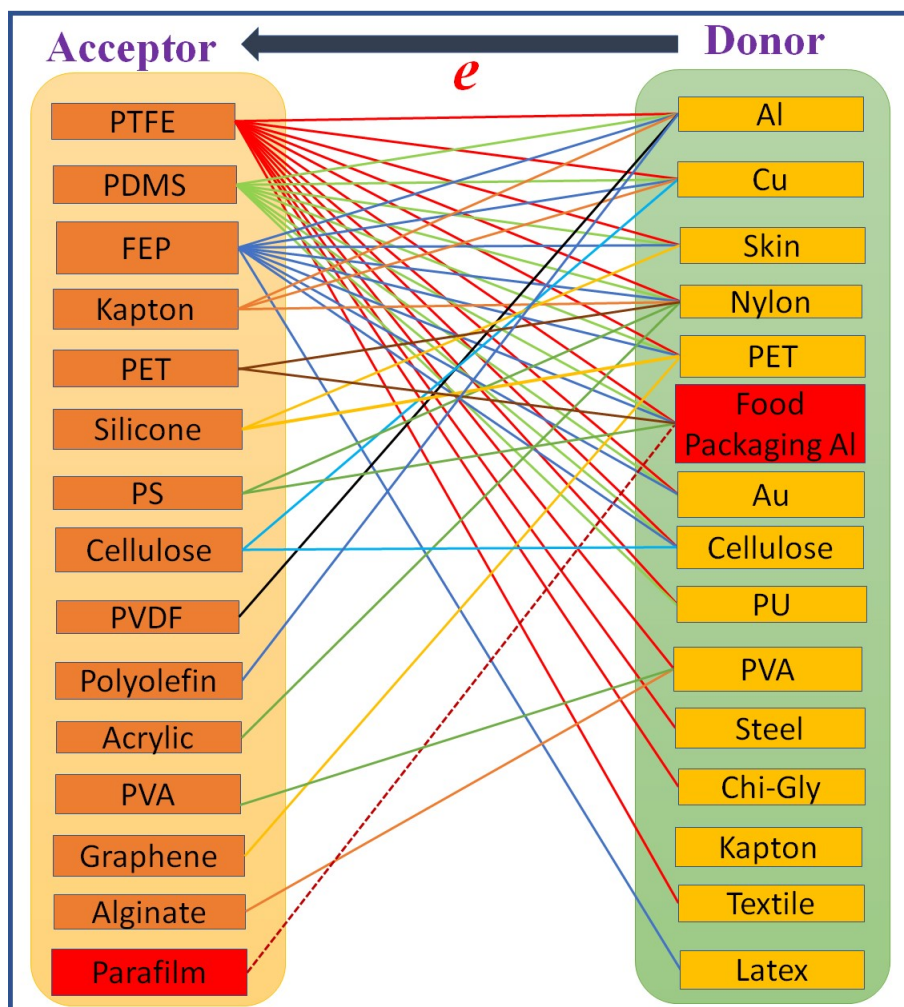 Acceptor
Donor
e
PTFE
PDMS
FEP
Kapton
PET
Silicone
PS
Cellulose
PVDF
Polyolefin
Acrylic
PVA
Graphene
Alginate
Parafilm
Al
Cu
Skin
Nylon
PET
Food
Packaging Al
Au
Cellulose
PU
PVA
Steel
Chi-Gly
Kapton
Textile
Latex